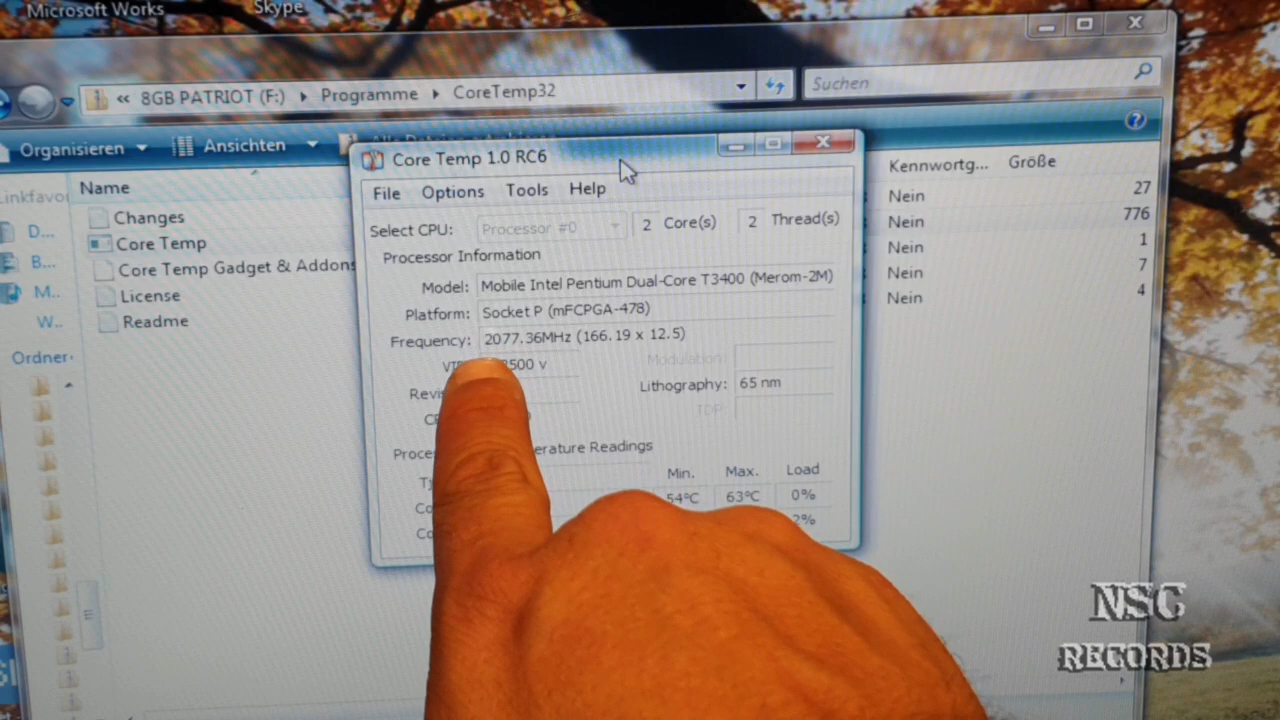 Microsoft Works
Skype
« 8GB PATRIOT (F:) Programme CoreTemp32
Suchen
Organisieren Ansichten
Name Kennwortg... Größe
Changes Nein 27
Core Temp Nein 776
Core Temp Gadget & Addons Nein 1
License Nein 7
Readme Nein 4
D...
B...
M..
W..
Ordner
Core Temp 1.0 RC6
File Options Tools Help
Select CPU: Processor #0 2 Core(s) 2 Thread(s)
Processor Information
Model: Mobile Intel Pentium Dual-Core T3400 (Merom-2M)
Platform: Socket P (mFCPGA-478)
Frequency: 2077.36MHz (166.19 x 12.5)
500 v Modulation:
Lithography: 65 nm
TDP:
Readings
Min. Max. Load
54°C 63°C 0%
2%
NSC
RECORDS